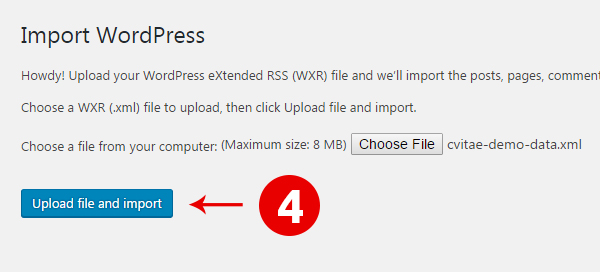 Import WordPress
Howdy! Upload your WordPress eXtended RSS (WXR) file and we'll import the posts, pages, comment
Choose a WXR (.xml) file to upload, then click Upload file and import.
Choose a file from your computer: (Maximum size: 8 MB) Choose File cvitae-demo-data.xml
Upload file and import 4